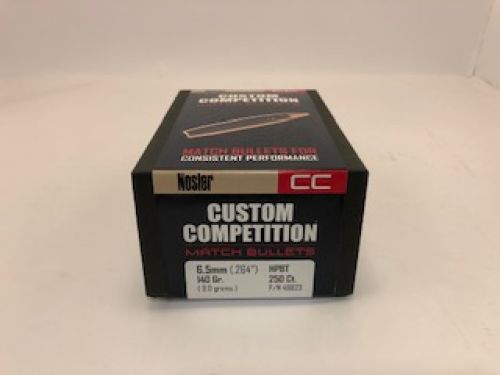 CUSTOM
COMPETITION
MATCH BULLETS FOR
CONSISTENT PERFORMANCE
Nosler CC
CUSTOM
COMPETITION
MATCH BULLETS
6.5mm (.264") HPBT
140 Gr. 250 Ct.
(9.0 grams) P/N 49823